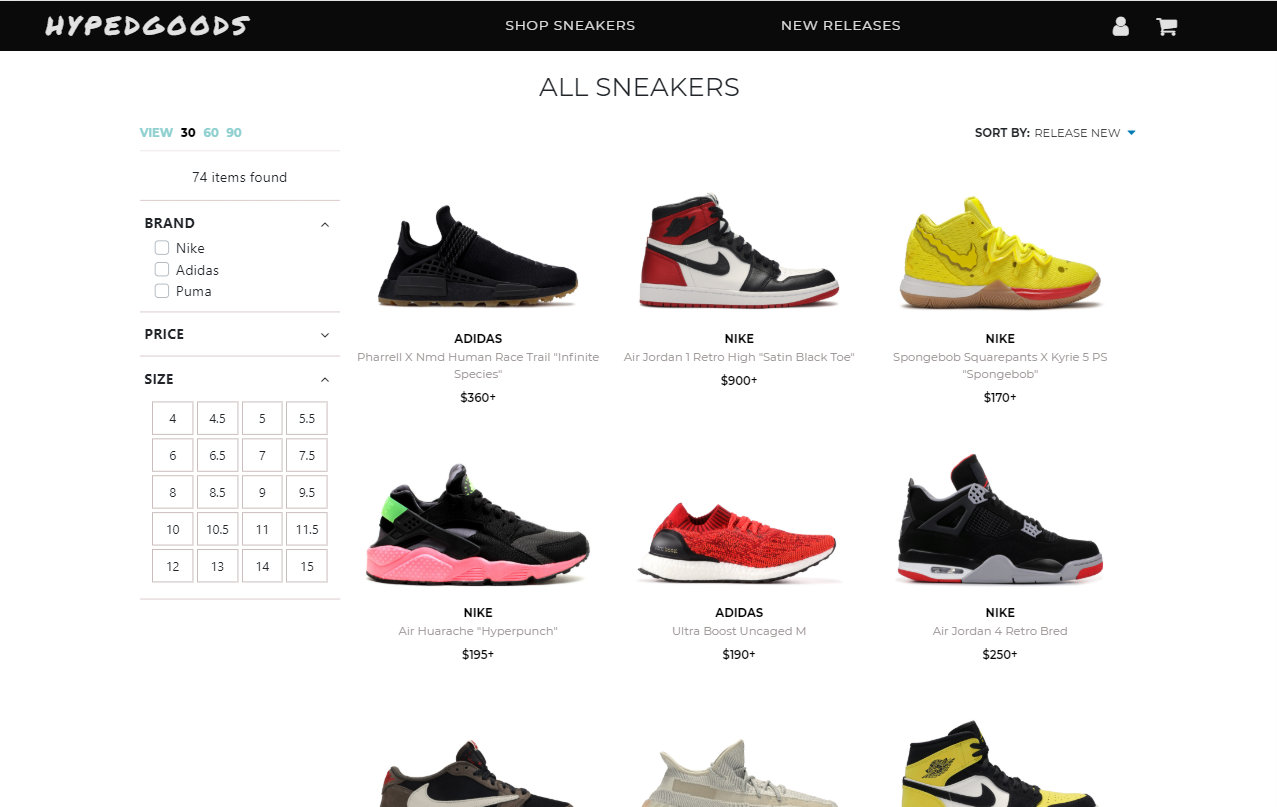 HYPEDGOODS
SHOP SNEAKERS
NEW RELEASES
ALL SNEAKERS
VIEW 30 60 90
SORT BY: RELEASE NEW
74 items found
BRAND
Nike
Adidas
Puma
PRICE
SIZE
4 4.5 5 5.5
6 6.5 7 7.5
8 8.5 9 9.5
10 10.5 11 11.5
12 13 14 15
ADIDAS
Pharrell X Nmd Human Race Trail "Infinite
Species"
$360+
NIKE
Air Jordan 1 Retro High "Satin Black Toe"
$900+
NIKE
Spongebob Squarepants X Kyrie 5 PS
"Spongebob"
$170+
NIKE
Air Huarache "Hyperpunch"
$195+
ADIDAS
Ultra Boost Uncaged M
$190+
NIKE
Air Jordan 4 Retro Bred
$250+